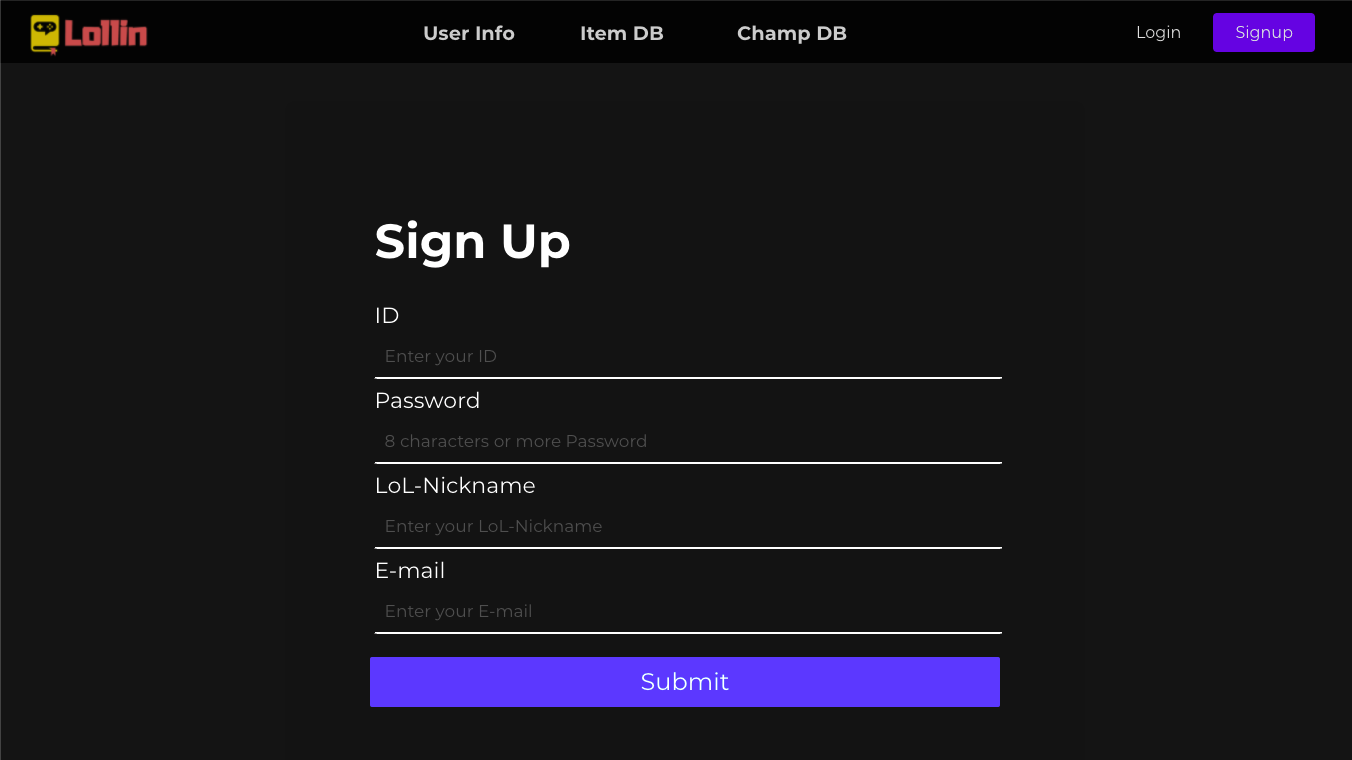 Lollin
User Info
Item DB
Champ DB
Login
Signup
Sign Up
ID
Enter your ID
Password
8 characters or more Password
LoL-Nickname
Enter your LoL-Nickname
E-mail
Enter your E-mail
Submit